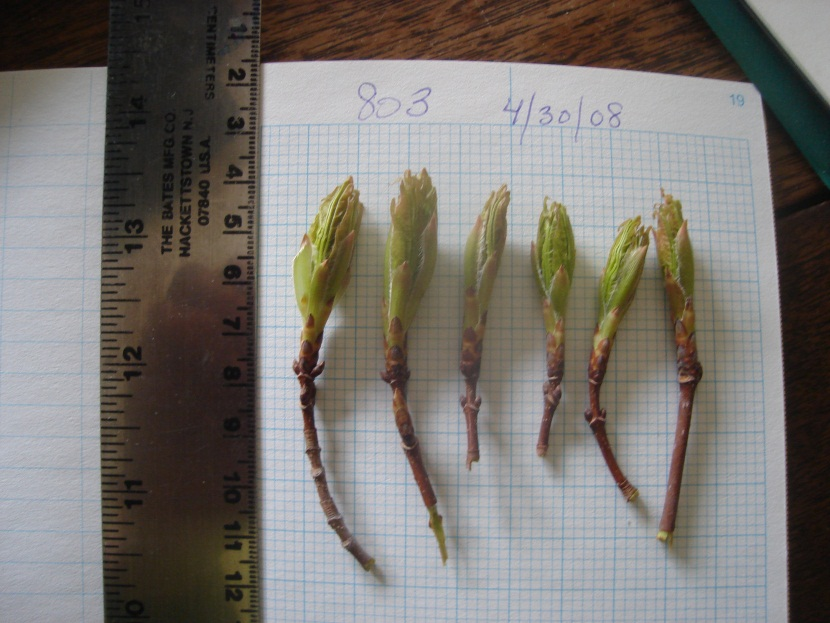 803 4/30/08
19
THE BATES MFG.CO
HACKETTSTOWN N.J
07840 U.S.A.
CENTIMETERS
1 2 3 4 5 6 7 8 9 10 11 12
14 13 12 11